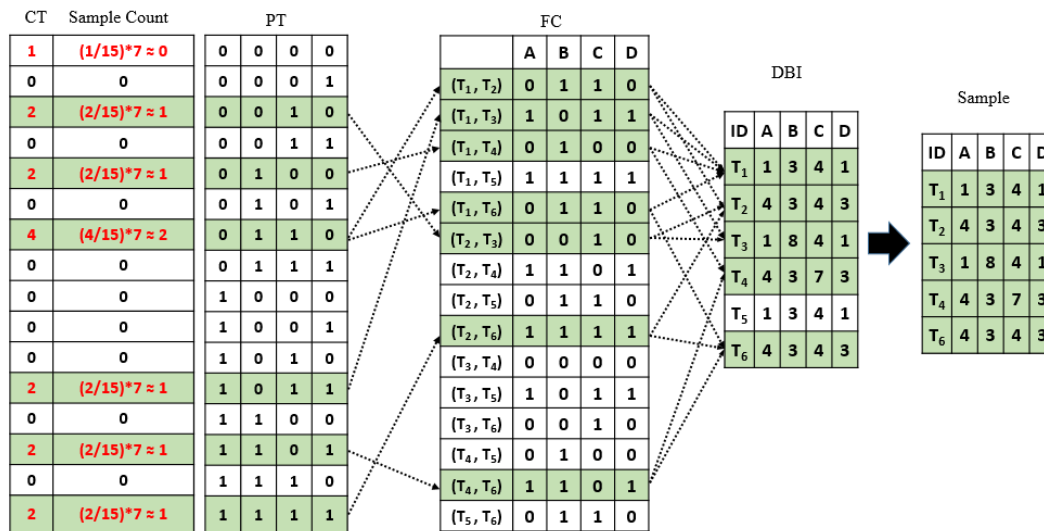 CT Sample Count PT
1 (1/15)*7 ≈ 0 0 0 0 0
0 0 0 0 0 1
2 (2/15)*7 ≈ 1 0 0 1 0
0 0 0 0 1 1
2 (2/15)*7 ≈ 1 0 1 0 0
0 0 0 1 0 1
4 (4/15)*7 ≈ 2 0 1 1 0
0 0 0 1 1 1
0 0 1 0 0 0
0 0 1 0 0 1
0 0 1 0 1 0
2 (2/15)*7 ≈ 1 1 0 1 1
0 0 1 1 0 0
2 (2/15)*7 ≈ 1 1 1 0 1
0 0 1 1 1 0
2 (2/15)*7 ≈ 1 1 1 1 1
FC
A B C D
(T₁ , T₂) 0 1 1 0
(T₁ , T₃) 1 0 1 1
(T₁ , T₄) 0 1 0 0
(T₁ , T₅) 1 1 1 1
(T₁ , T₆) 0 1 1 0
(T₂ , T₃) 0 0 1 0
(T₂ , T₄) 1 1 0 1
(T₂ , T₅) 0 1 1 0
(T₂ , T₆) 1 1 1 1
(T₃ , T₄) 0 0 0 0
(T₃ , T₅) 1 0 1 1
(T₃ , T₆) 0 0 1 0
(T₄ , T₅) 0 1 0 0
(T₄ , T₆) 1 1 0 1
(T₅ , T₆) 0 1 1 0
DBI
ID A B C D
T₁ 1 3 4 1
T₂ 4 3 4 3
T₃ 1 8 4 1
T₄ 4 3 7 3
T₅ 1 3 4 1
T₆ 4 3 4 3
Sample
ID A B C D
T₁ 1 3 4 1
T₂ 4 3 4 3
T₃ 1 8 4 1
T₄ 4 3 7 3
T₆ 4 3 4 3